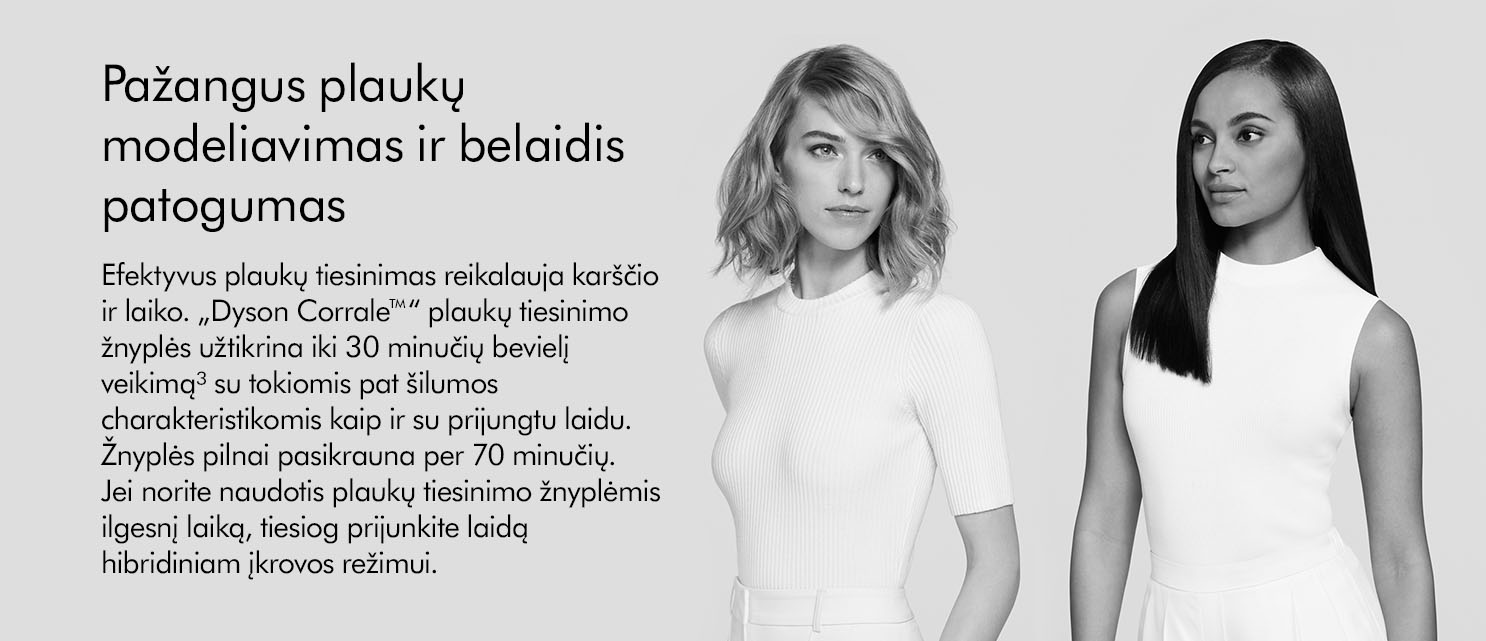 Pažangus plaukų
modeliavimas ir belaidis
patogumas
Efektyvus plaukų tiesinimas reikalauja karščio
ir laiko. „Dyson Corrale™“ plaukų tiesinimo
žnyplės užtikrina iki 30 minučių bevielį
veikimą³ su tokiomis pat šilumos
charakteristikomis kaip ir su prijungtu laidu.
Žnyplės pilnai pasikrauna per 70 minučių.
Jei norite naudotis plaukų tiesinimo žnyplėmis
ilgesnį laiką, tiesiog prijunkite laidą
hibridiniam įkrovos režimui.